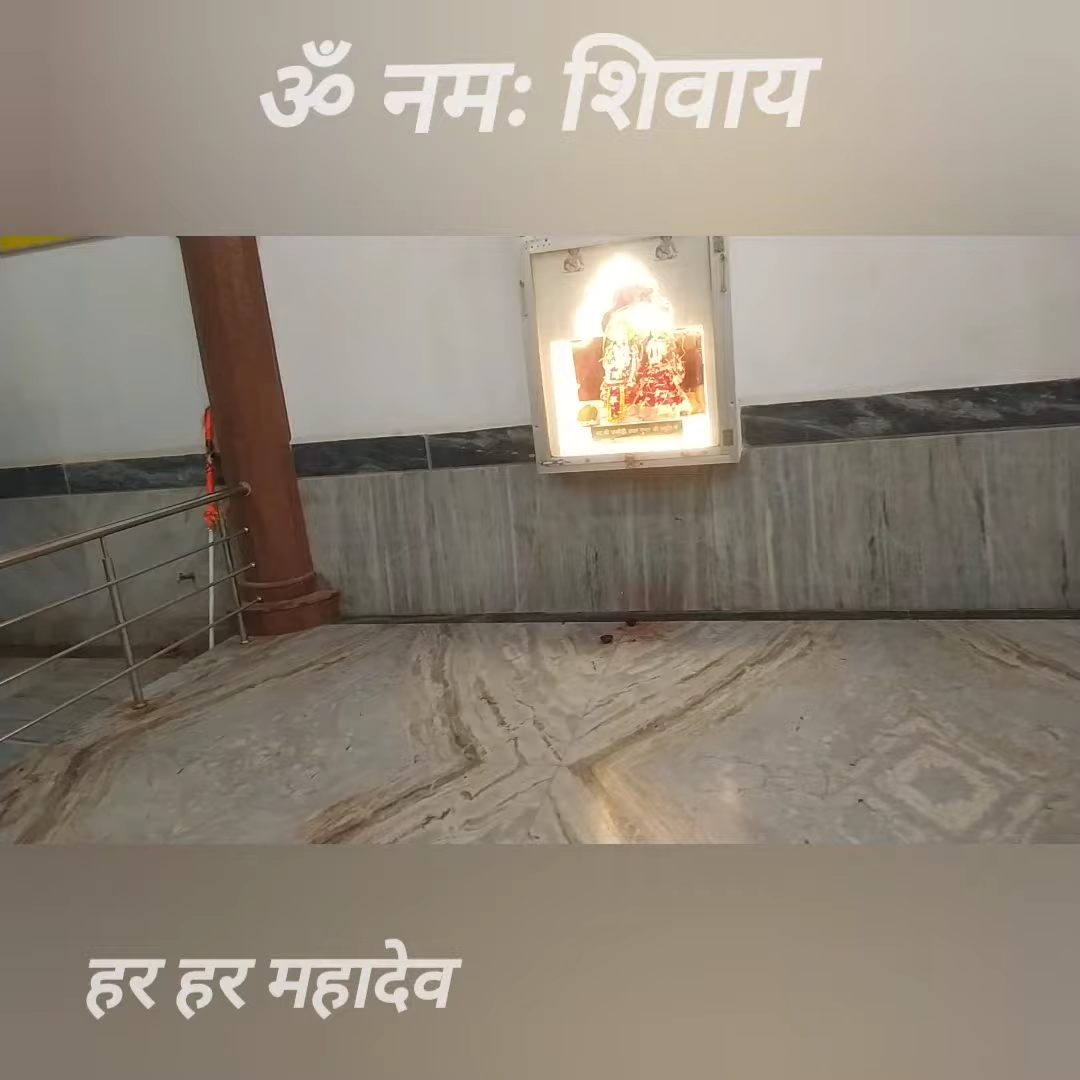 ॐ नमः शिवाय
हर हर महादेव